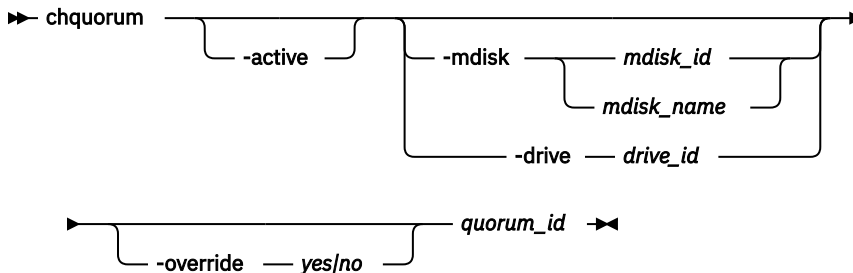 chquorum
-active
-mdisk mdisk_id
mdisk_name
-drive drive_id
quorum_id
-override yes/no